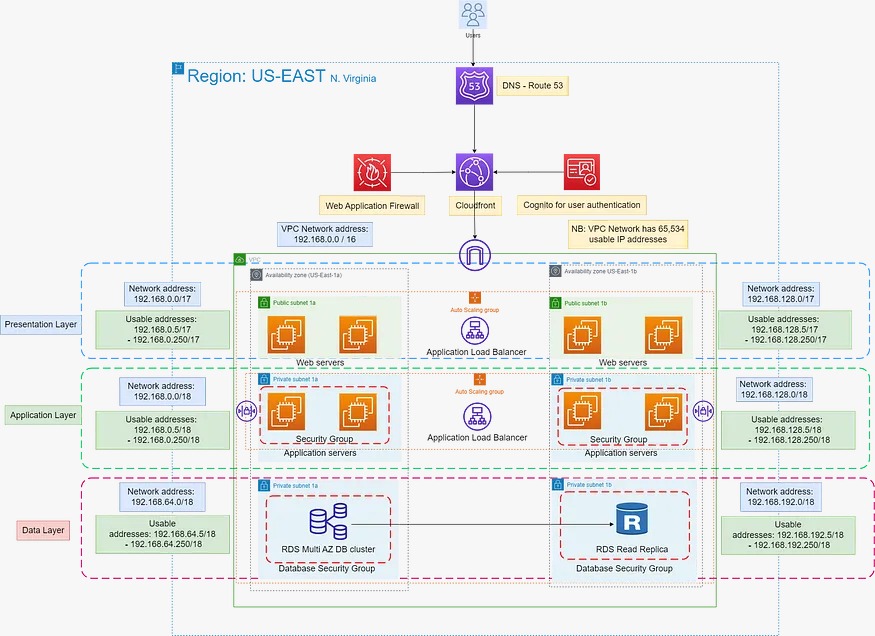 Users
Region: US-EAST N. Virginia
53
DNS - Route 53
Web Application Firewall
Cloudfront
Cognito for user authentication
VPC Network address:
192.168.0.0 / 16
NB: VPC Network has 65,534
usable IP addresses
VPC
Availability zone (US-East-1a)
Availability zone US-East-1b
Presentation Layer
Network address:
192.168.0.0/17
Usable addresses:
192.168.0.5/17
- 192.168.0.250/17
Public subnet 1a
Web servers
Auto Scaling group
Application Load Balancer
Public subnet 1b
Web servers
Network address:
192.168.128.0/17
Usable addresses:
192.168.128.5/17
- 192.168.128.250/17
Application Layer
Network address:
192.168.0.0/18
Usable addresses:
192.168.0.5/18
- 192.168.0.250/18
Private subnet 1a
Security Group
Application servers
Auto Scaling group
Application Load Balancer
Private subnet 1b
Security Group
Application servers
Network address:
192.168.128.0/18
Usable addresses:
192.168.128.5/18
- 192.168.128.250/18
Data Layer
Network address:
192.168.64.0/18
Usable
addresses: 192.168.64.5/18
- 192.168.64.250/18
Private subnet 1a
RDS Multi AZ DB cluster
Database Security Group
Private subnet 1b
R
RDS Read Replica
Database Security Group
Network address:
192.168.192.0/18
Usable
addresses: 192.168.192.5/18
- 192.168.192.250/18